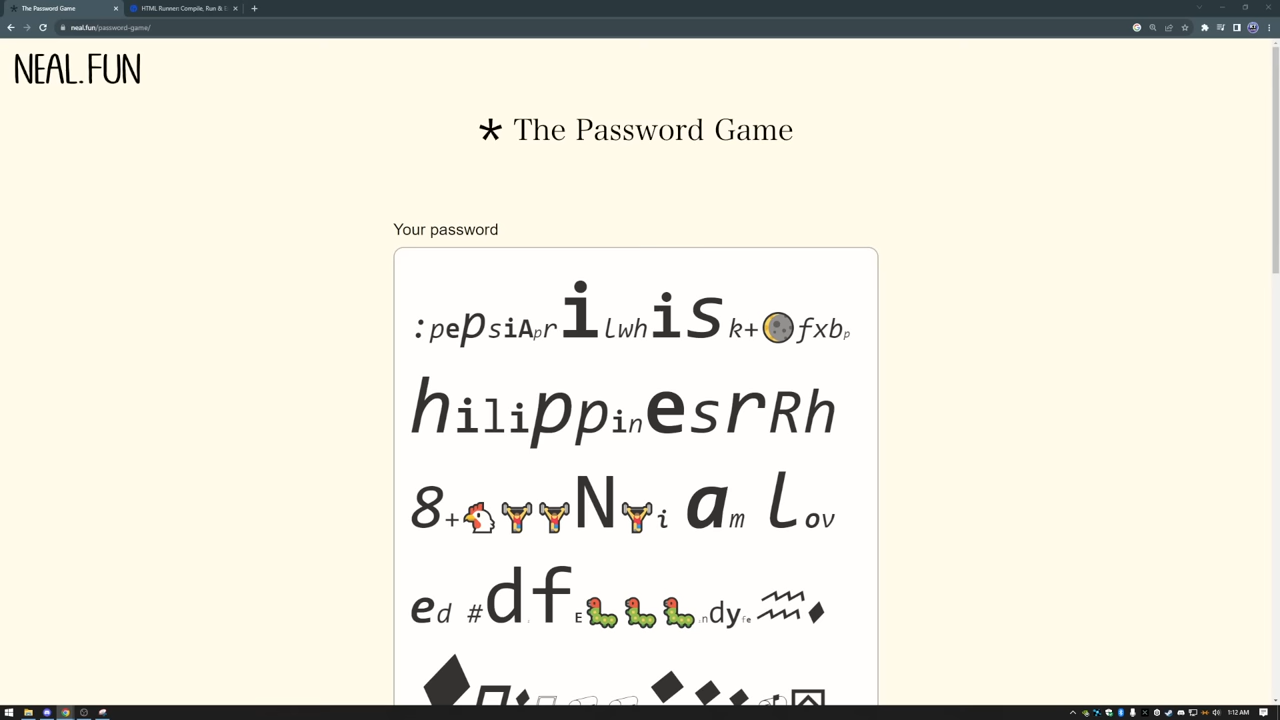 The Password Game
HTML Runner: Compile, Run &
neal.fun/password-game/
NEAL.FUN
* The Password Game
Your password
:pepsiAprilwhisk+🌖fxbp
hilippinesrRh
8+🐔🏋️🏋️N🏋️i am lov
ed #dfE🐛🐛🐛.ndyfe♒♦
1:12 AM